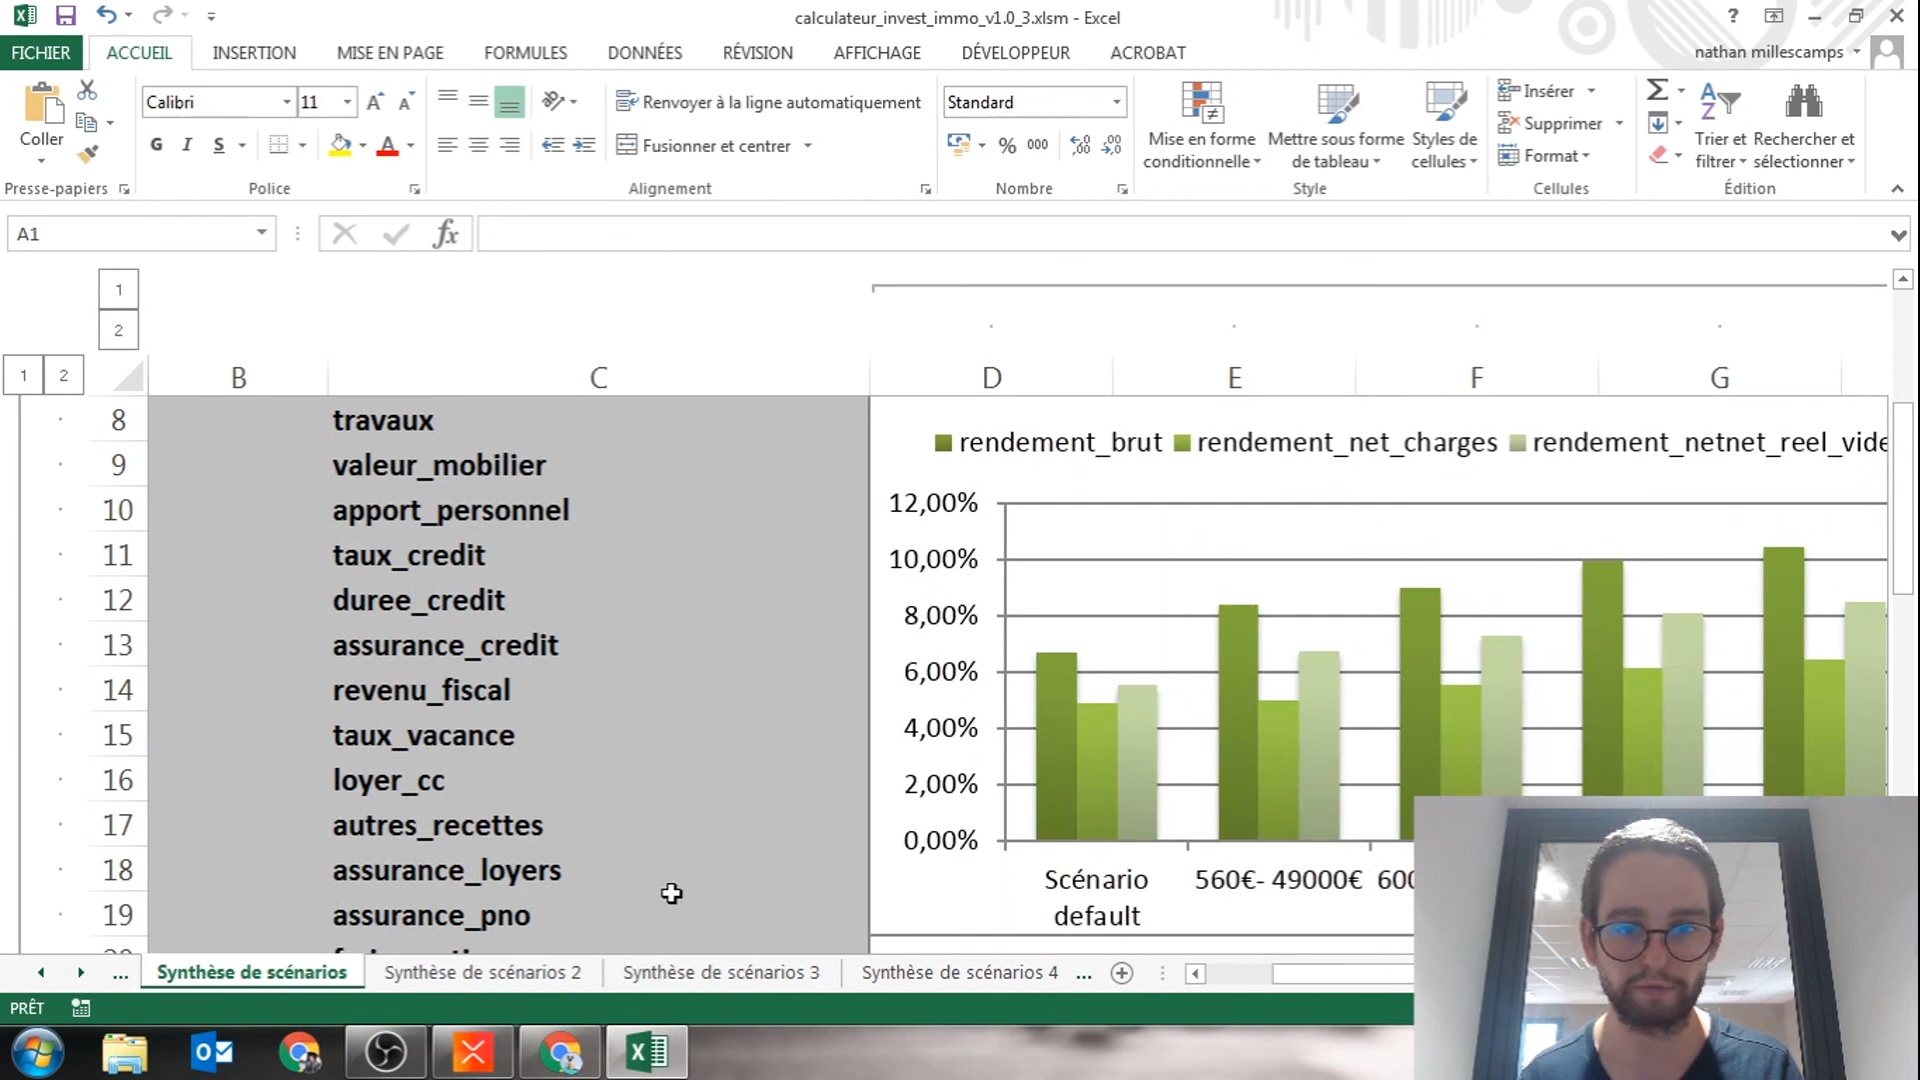 calculateur_invest_immo_v1.0_3.xlsm - Excel
?
FICHIER ACCUEIL INSERTION MISE EN PAGE FORMULES DONNÉES RÉVISION AFFICHAGE DÉVELOPPEUR ACROBAT nathan millescamps
Coller
Presse-papiers
Calibri 11
G I S A
Police
Renvoyer à la ligne automatiquement
Fusionner et centrer
Alignement
Standard
% 000
Nombre
Mise en forme conditionnelle
Mettre sous forme de tableau
Styles de cellules
Style
Insérer
Supprimer
Format
Cellules
Trier et filtrer
Rechercher et sélectionner
Édition
A1
fx
1
2
1 2
B C D E F G
8 travaux
9 valeur_mobilier
10 apport_personnel
11 taux_credit
12 duree_credit
13 assurance_credit
14 revenu_fiscal
15 taux_vacance
16 loyer_cc
17 autres_recettes
18 assurance_loyers
19 assurance_pno
rendement_brut rendement_net_charges rendement_netnet_reel_vide
12,00%
10,00%
8,00%
6,00%
4,00%
2,00%
0,00%
Scénario default
560€- 49000€
600
... Synthèse de scénarios Synthèse de scénarios 2 Synthèse de scénarios 3 Synthèse de scénarios 4 ...
PRÊT